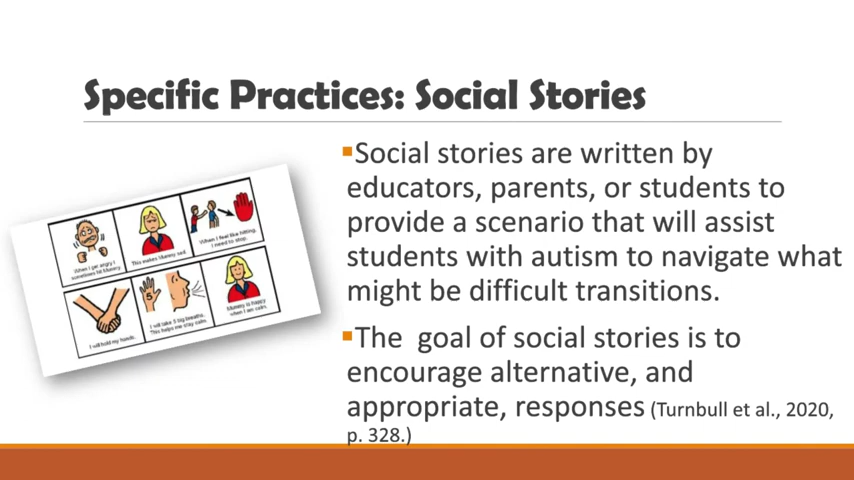 Specific Practices: Social Stories
▪Social stories are written by
educators, parents, or students to
provide a scenario that will assist
students with autism to navigate what
might be difficult transitions.
▪The  goal of social stories is to
encourage alternative, and
appropriate, responses (Turnbull et al., 2020,
p. 328.)
When I get angry I
sometimes hit Mummy.
This makes Mummy sad.
When I feel like hitting,
I need to stop.
I will hold my hands.
5
I will take 5 big breaths.
This helps me stay calm.
Mummy is happy
when I am calm.